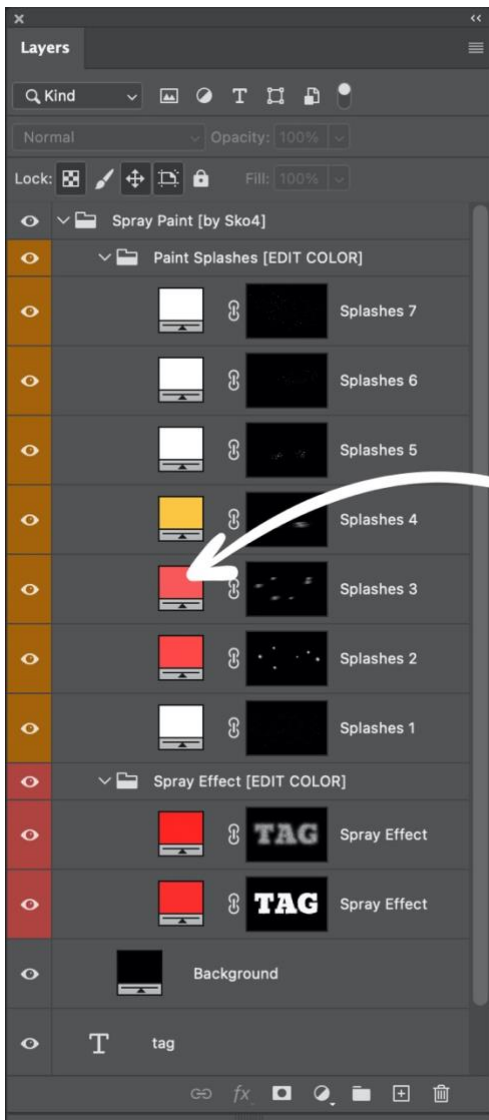 Layers
Kind
T
Normal Opacity: 100%
Lock: Fill: 100%
Spray Paint [by Sko4]
Paint Splashes [EDIT COLOR]
Splashes 7
Splashes 6
Splashes 5
Splashes 4
Splashes 3
Splashes 2
Splashes 1
Spray Effect [EDIT COLOR]
TAG Spray Effect
TAG Spray Effect
Background
T tag
fx